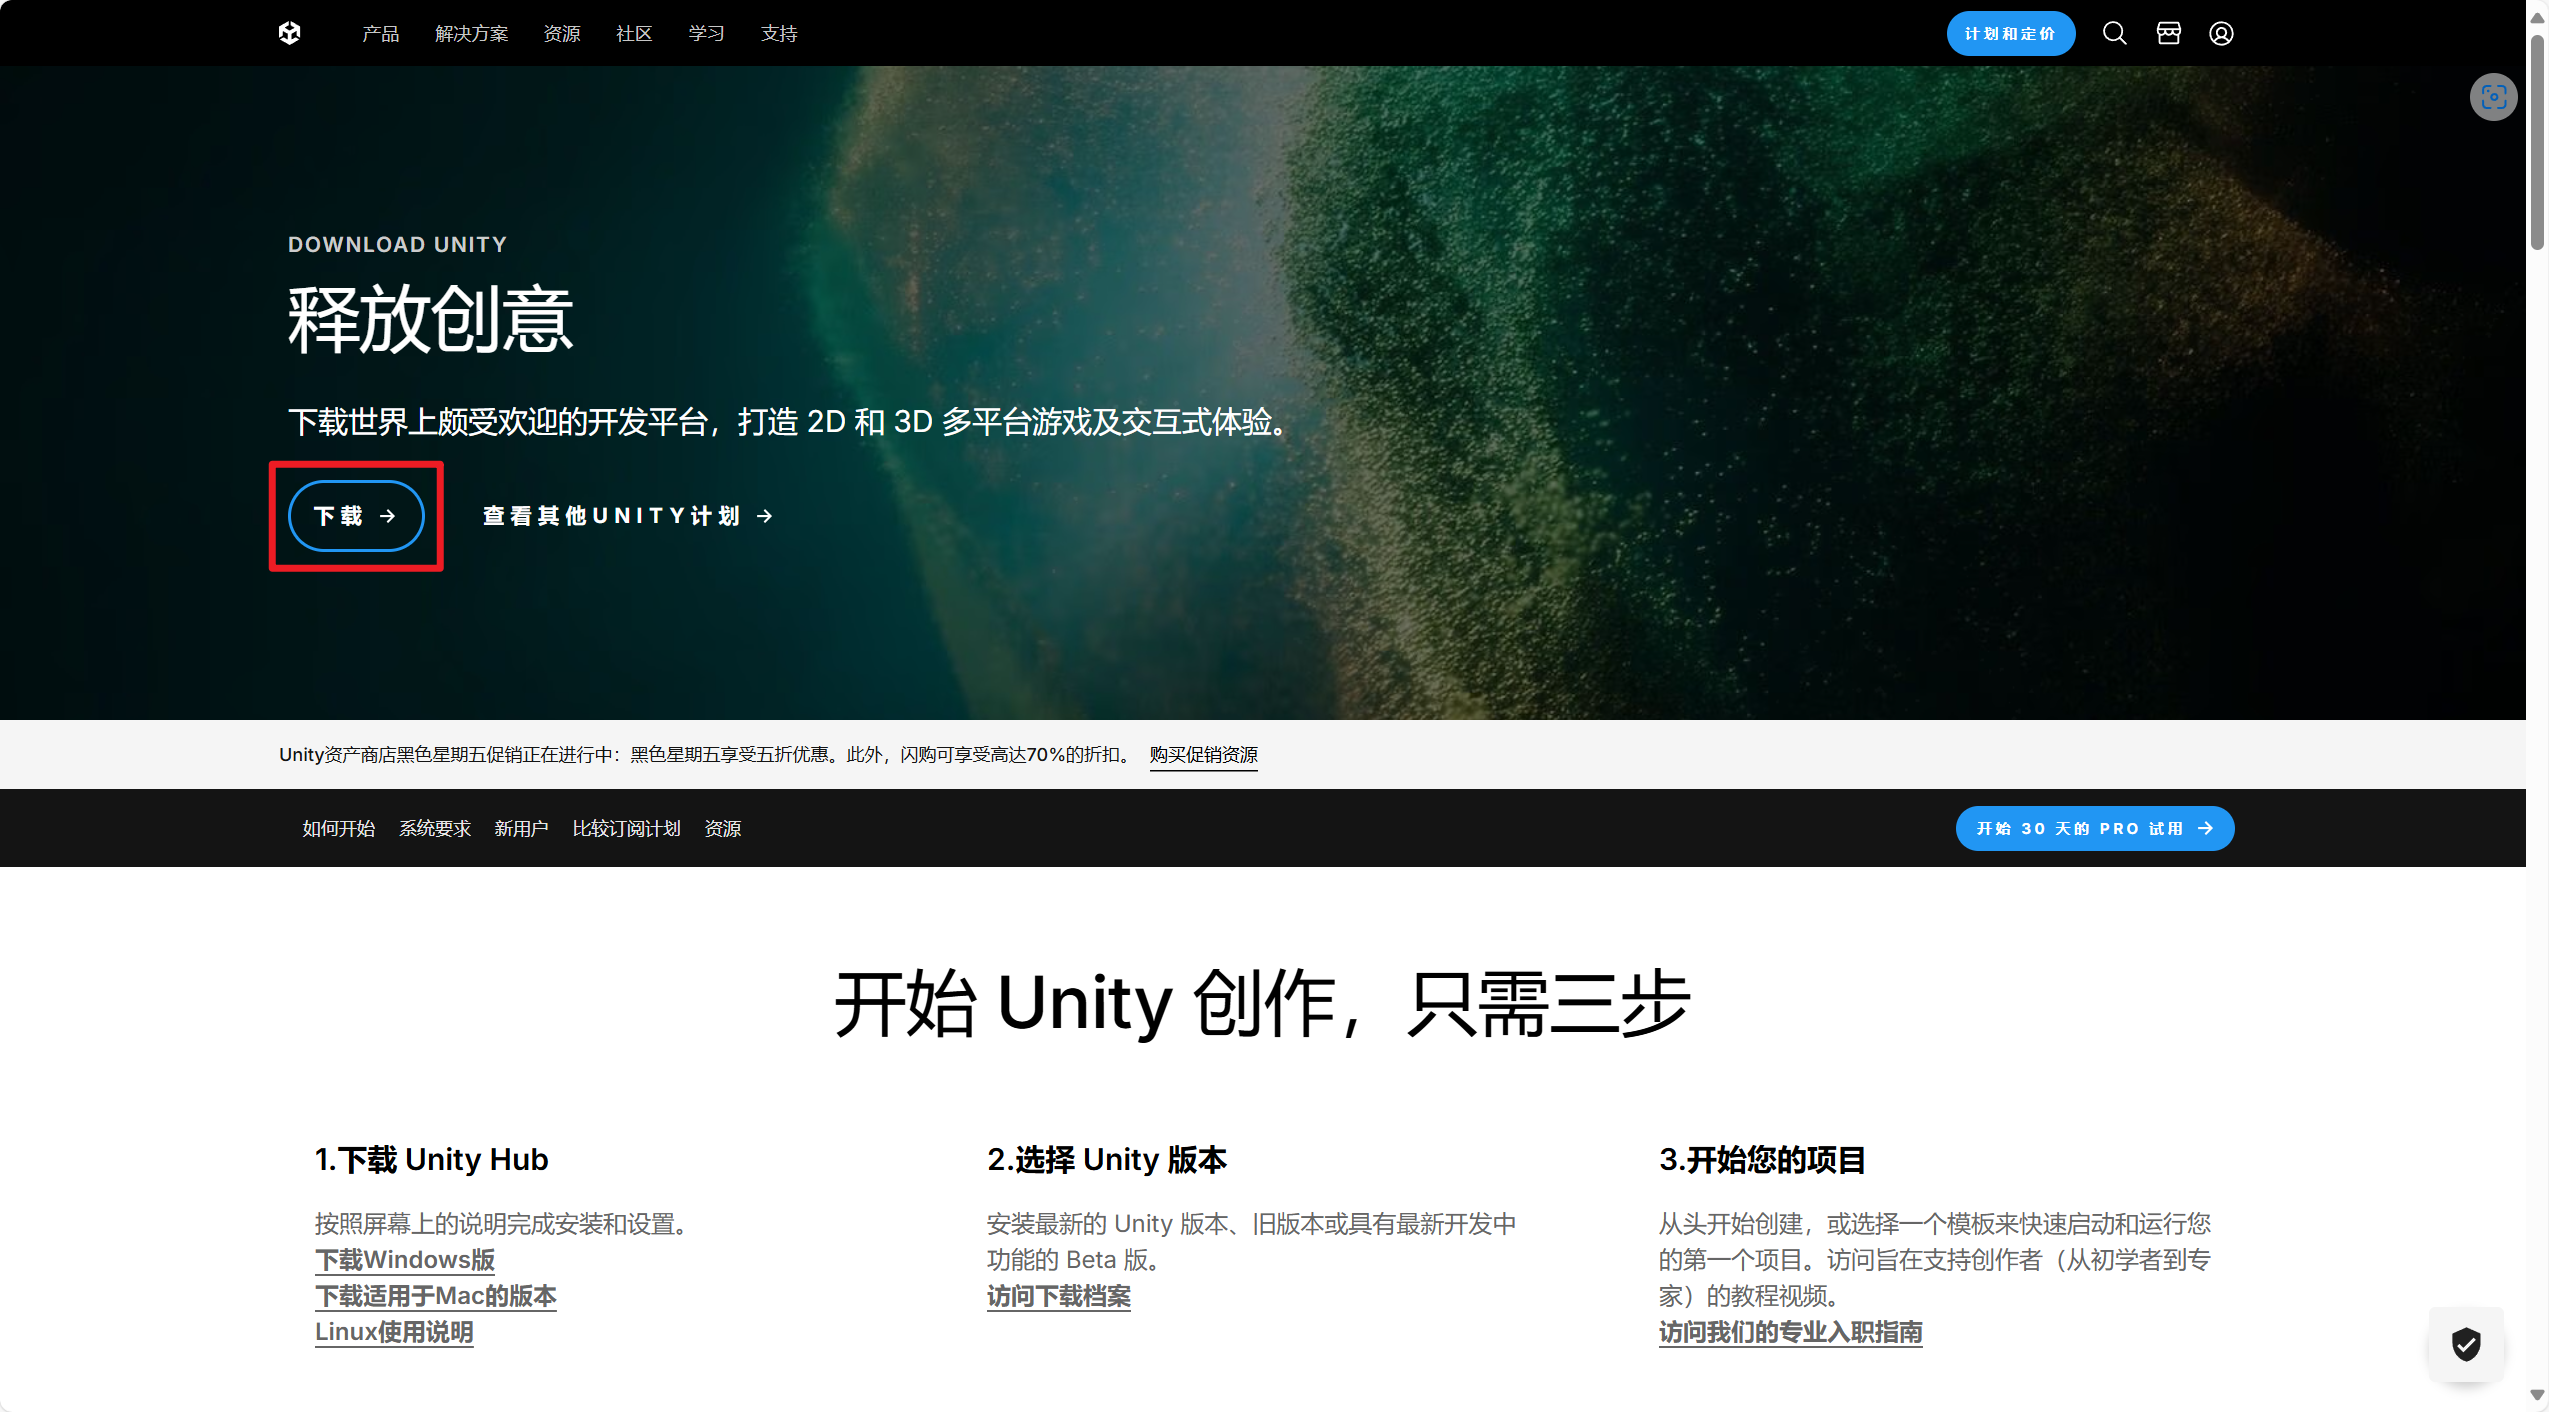 产品 解决方案 资源 社区 学习 支持 计划和定价
DOWNLOAD UNITY
释放创意
下载世界上颇受欢迎的开发平台，打造 2D 和 3D 多平台游戏及交互式体验。
下载 → 查看其他UNITY计划 →
Unity资产商店黑色星期五促销正在进行中：黑色星期五享受五折优惠。此外，闪购可享受高达70%的折扣。 购买促销资源
如何开始 系统要求 新用户 比较订阅计划 资源 开始 30 天的 PRO 试用 →
开始 Unity 创作，只需三步
1.下载 Unity Hub
按照屏幕上的说明完成安装和设置。
下载Windows版
下载适用于Mac的版本
Linux使用说明
2.选择 Unity 版本
安装最新的 Unity 版本、旧版本或具有最新开发中
功能的 Beta 版。
访问下载档案
3.开始您的项目
从头开始创建，或选择一个模板来快速启动和运行您
的第一个项目。访问旨在支持创作者（从初学者到专
家）的教程视频。
访问我们的专业入职指南